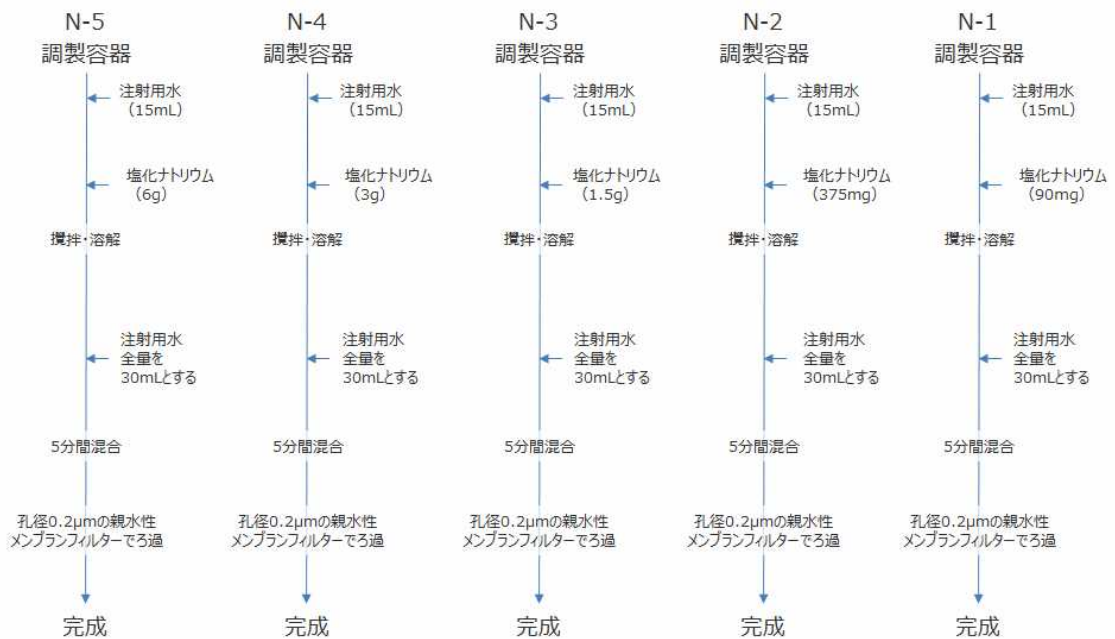 N-5
調製容器
注射用水
（15mL）
塩化ナトリウム
（6g）
攪拌・溶解
注射用水
全量を
30mLとする
5分間混合
孔径0.2μmの親水性
メンブランフィルターでろ過
完成
N-4
調製容器
注射用水
（15mL）
塩化ナトリウム
（3g）
攪拌・溶解
注射用水
全量を
30mLとする
5分間混合
孔径0.2μmの親水性
メンブランフィルターでろ過
完成
N-3
調製容器
注射用水
（15mL）
塩化ナトリウム
（1.5g）
攪拌・溶解
注射用水
全量を
30mLとする
5分間混合
孔径0.2μmの親水性
メンブランフィルターでろ過
完成
N-2
調製容器
注射用水
（15mL）
塩化ナトリウム
（375mg）
攪拌・溶解
注射用水
全量を
30mLとする
5分間混合
孔径0.2μmの親水性
メンブランフィルターでろ過
完成
N-1
調製容器
注射用水
（15mL）
塩化ナトリウム
（90mg）
攪拌・溶解
注射用水
全量を
30mLとする
5分間混合
孔径0.2μmの親水性
メンブランフィルターでろ過
完成